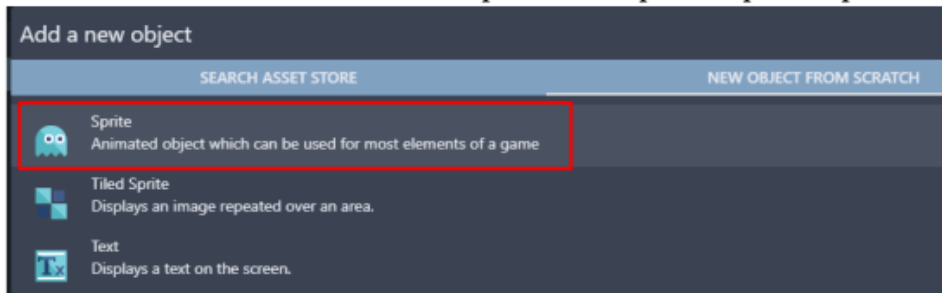 Add a new object
SEARCH ASSET STORE
NEW OBJECT FROM SCRATCH
Sprite
Animated object which can be used for most elements of a game
Tiled Sprite
Displays an image repeated over an area.
Text
Tx
Displays a text on the screen.